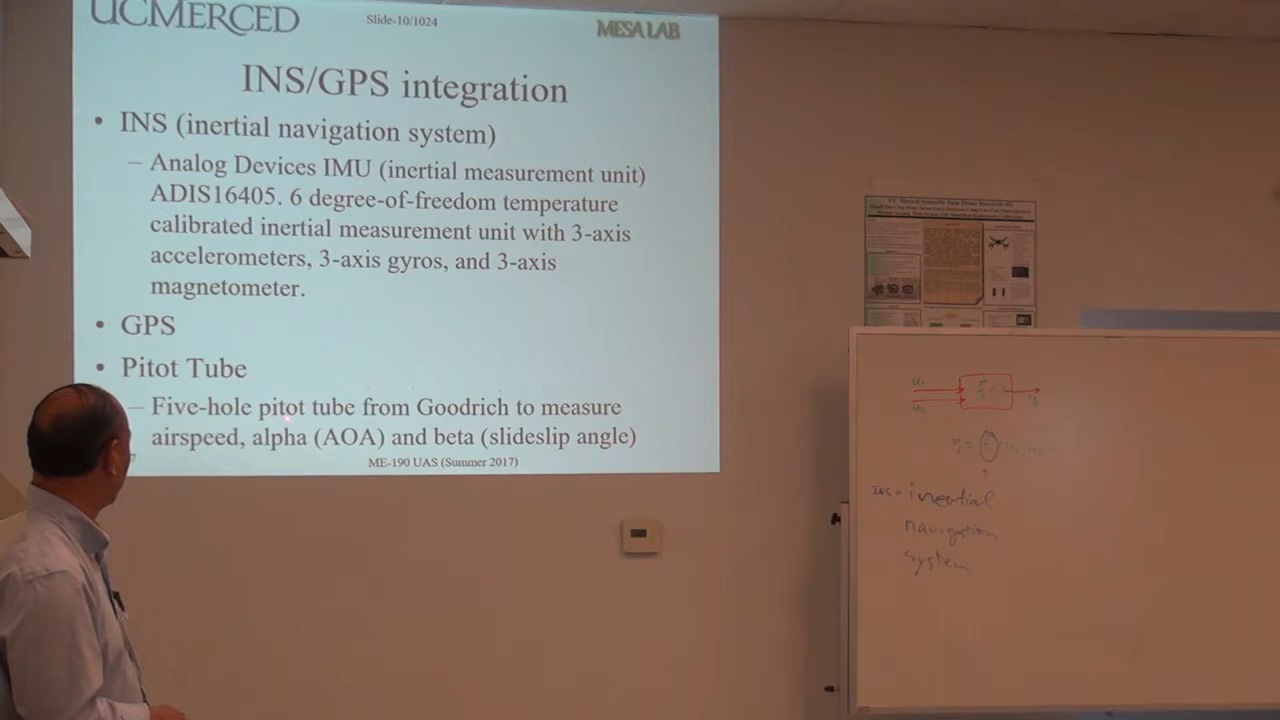 UCMERCED
Slide-10/1024
MESA LAB
INS/GPS integration
• INS (inertial navigation system)
– Analog Devices IMU (inertial measurement unit)
ADIS16405. 6 degree-of-freedom temperature
calibrated inertial measurement unit with 3-axis
accelerometers, 3-axis gyros, and 3-axis
magnetometer.
• GPS
• Pitot Tube
– Five-hole pitot tube from Goodrich to measure
airspeed, alpha (AOA) and beta (slideslip angle)
ME-190 UAS (Summer 2017)
y =
?
INS = inertial
navigation
system